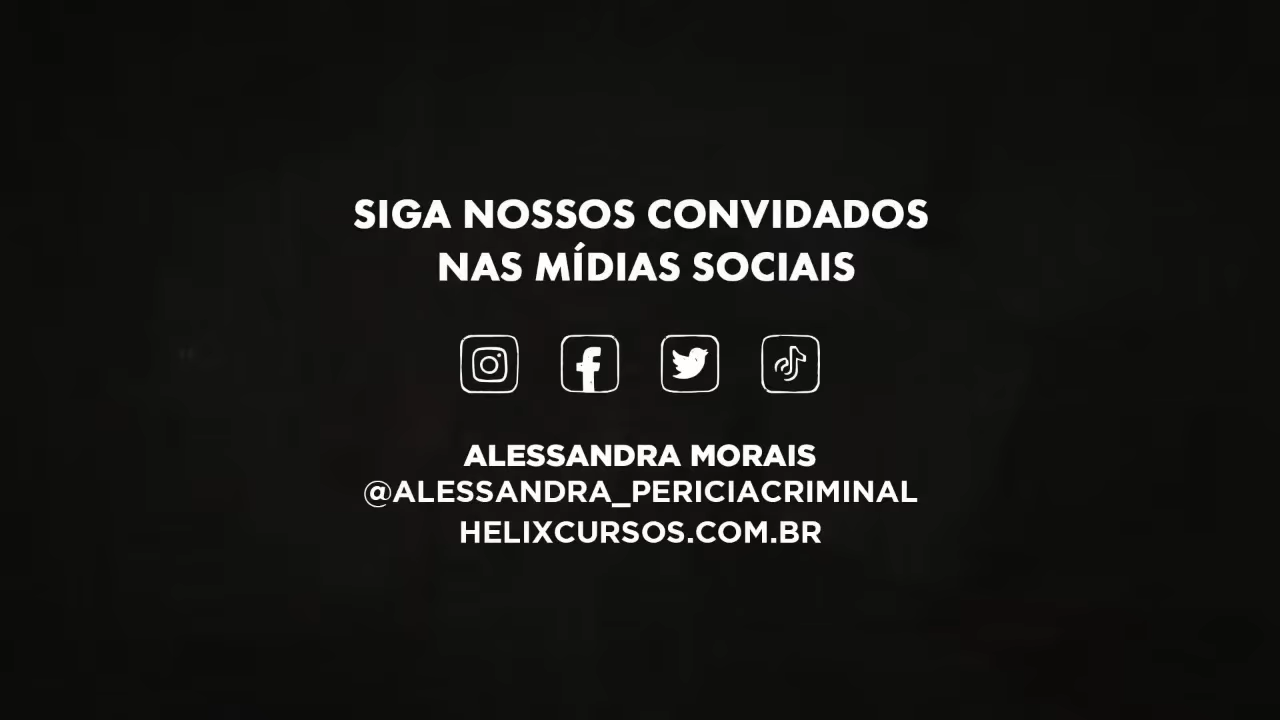 SIGA NOSSOS CONVIDADOS
NAS MÍDIAS SOCIAIS
ALESSANDRA MORAIS
@ALESSANDRA_PERICIACRIMINAL
HELIXCURSOS.COM.BR